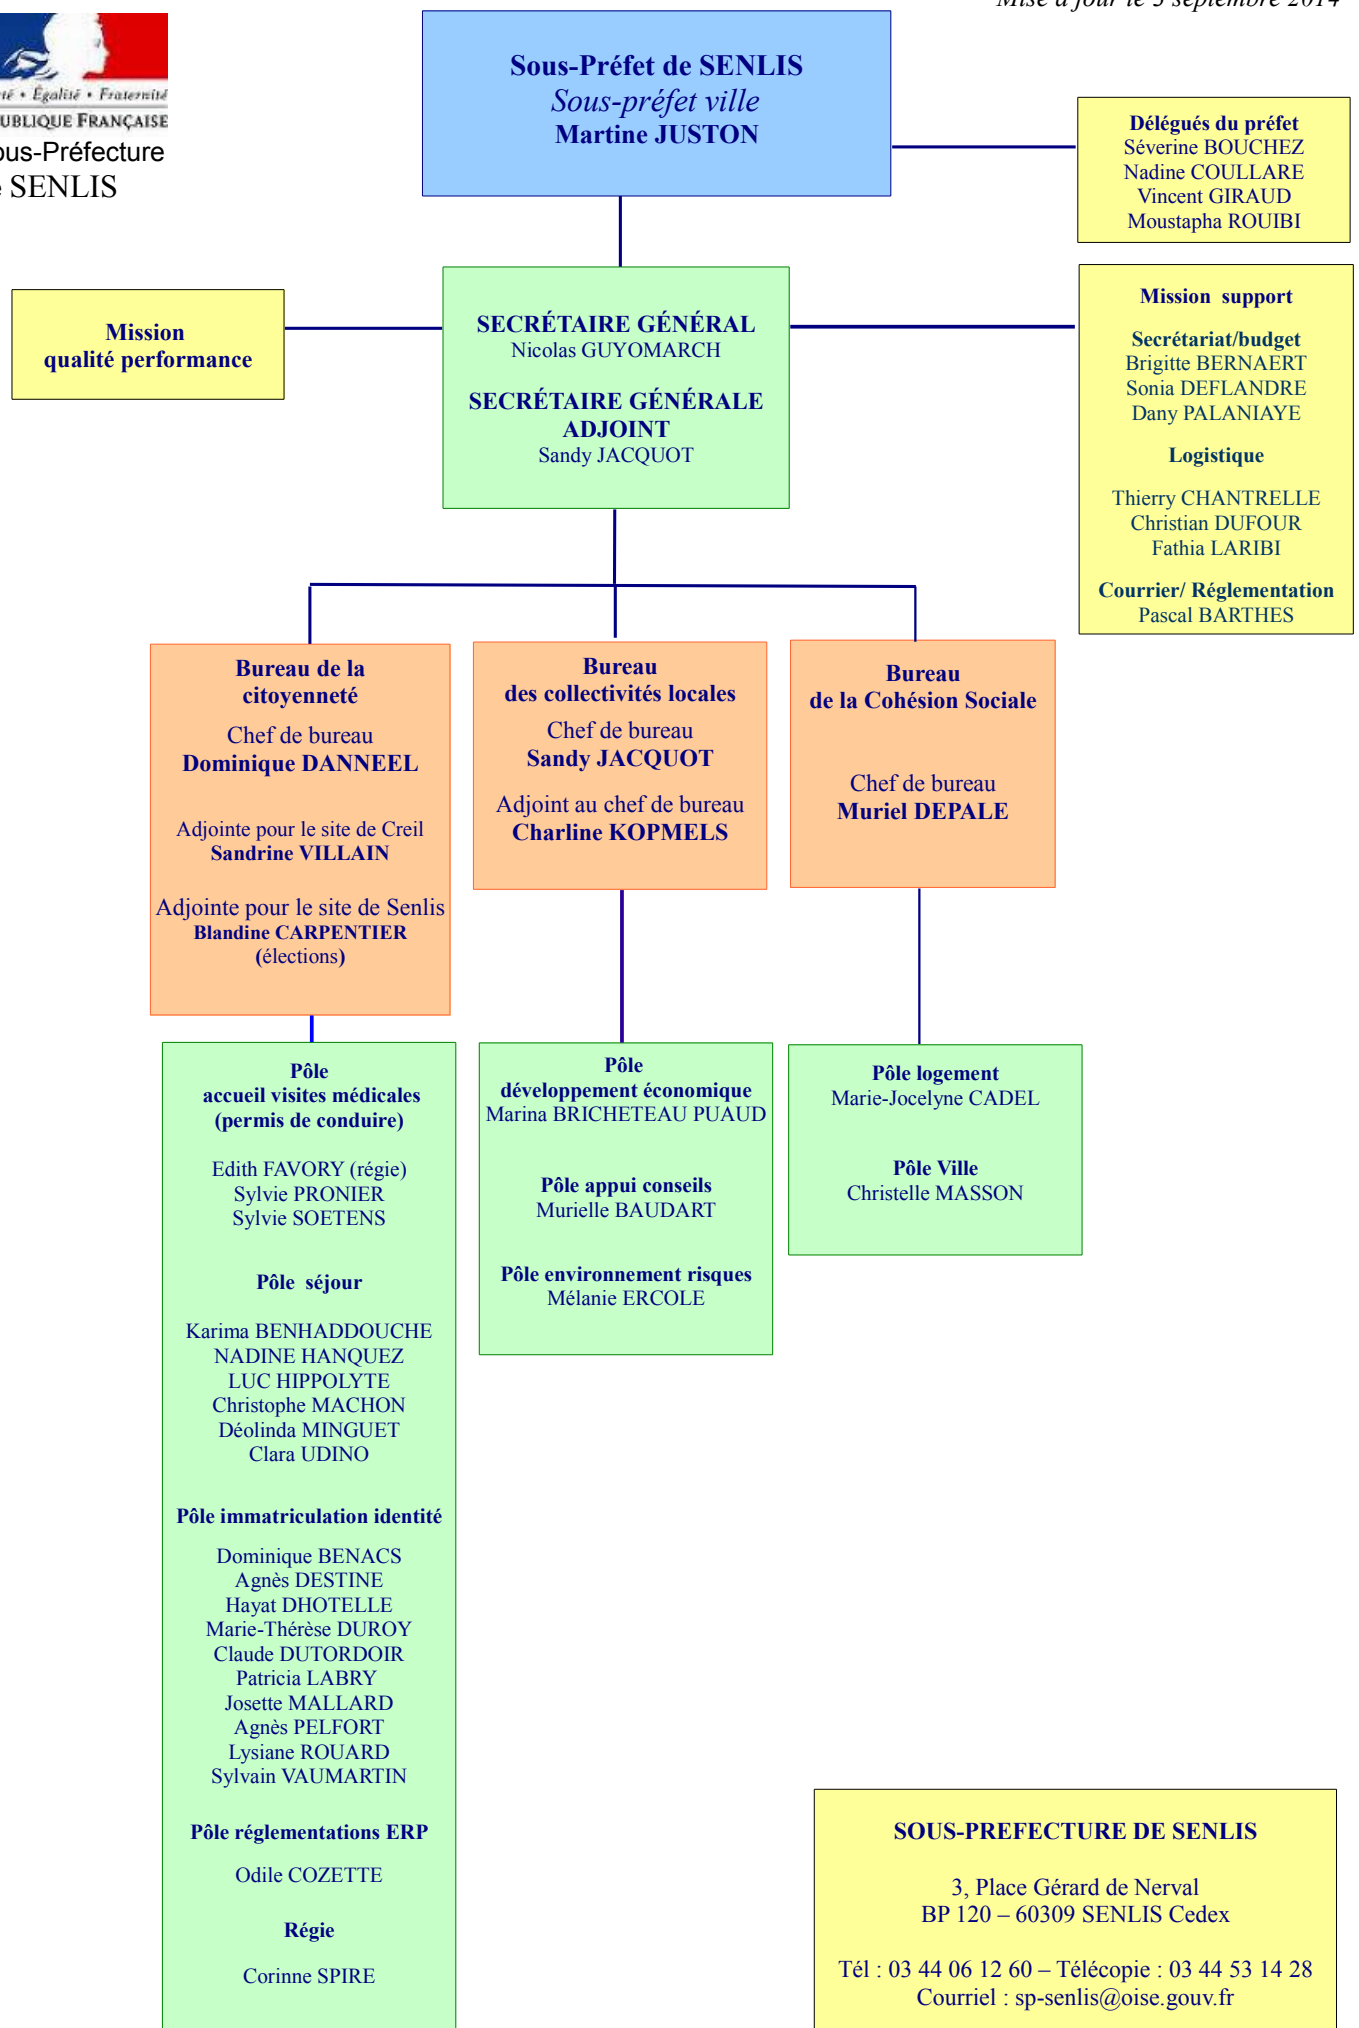 Mise à jour le 3 septembre 2014
Égalité • Fraternité
FRANÇAISE
SENLIS
Sous-Préfet de SENLIS
Sous-préfet ville
Martine JUSTON
Délégués du préfet
Séverine BOUCHEZ
Nadine COULLARE
Vincent GIRAUD
Moustapha ROUIBI
Mission
qualité performance
SECRÉTAIRE GÉNÉRAL
Nicolas GUYOMARCH
SECRÉTAIRE GÉNÉRALE
ADJOINT
Sandy JACQUOT
Mission support
Secrétariat/budget
Brigitte BERNAERT
Sonia DEFLANDRE
Dany PALANIAYE
Logistique
Thierry CHANTRELLE
Christian DUFOUR
Fathia LARIBI
Courrier/ Réglementation
Pascal BARTHES
Bureau de la
citoyenneté
Chef de bureau
Dominique DANNEEL
Adjointe pour le site de Creil
Sandrine VILLAIN
Adjointe pour le site de Senlis
Blandine CARPENTIER
(élections)
Bureau
des collectivités locales
Chef de bureau
Sandy JACQUOT
Adjoint au chef de bureau
Charline KOPMELS
Bureau
de la Cohésion Sociale
Chef de bureau
Muriel DEPALE
Pôle
accueil visites médicales
(permis de conduire)
Edith FAVORY (régie)
Sylvie PRONIER
Sylvie SOETENS
Pôle séjour
Karima BENHADDOUCHE
NADINE HANQUEZ
LUC HIPPOLYTE
Christophe MACHON
Déolinda MINGUET
Clara UDINO
Pôle immatriculation identité
Dominique BENACS
Agnès DESTINE
Hayat DHOTELLE
Marie-Thérèse DUROY
Claude DUTORDOIR
Patricia LABRY
Josette MALLARD
Agnès PELFORT
Lysiane ROUARD
Sylvain VAUMARTIN
Pôle réglementations ERP
Odile COZETTE
Régie
Corinne SPIRE
Pôle
développement économique
Marina BRICHETEAU PUAUD
Pôle appui conseils
Murielle BAUDART
Pôle environnement risques
Mélanie ERCOLE
Pôle logement
Marie-Jocelyne CADEL
Pôle Ville
Christelle MASSON
SOUS-PREFECTURE DE SENLIS
3, Place Gérard de Nerval
BP 120 – 60309 SENLIS Cedex
Tél : 03 44 06 12 60 – Télécopie : 03 44 53 14 28
Courriel : sp-senlis@oise.gouv.fr